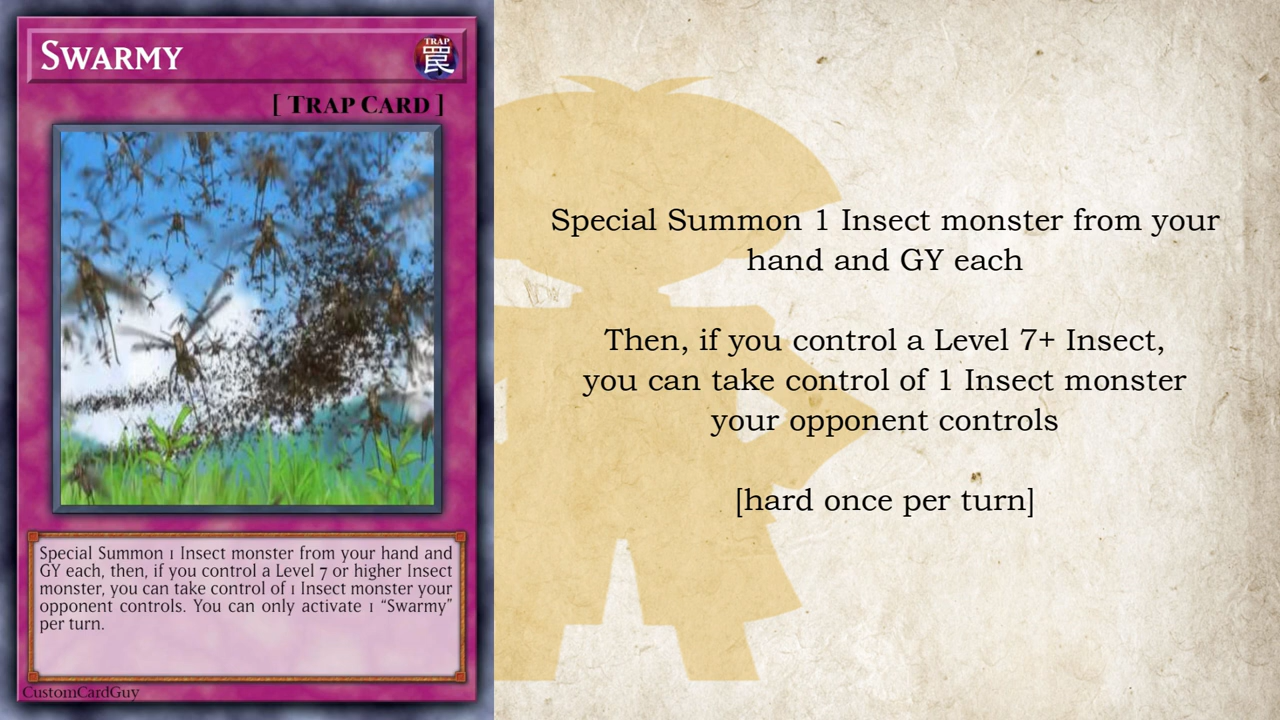 SWARMY
TRAP
罠
[ TRAP CARD ]
Special Summon 1 Insect monster from your hand and
GY each, then, if you control a Level 7 or higher Insect
monster, you can take control of 1 Insect monster your
opponent controls. You can only activate 1 “Swarmy”
per turn.
CustomCardGuy
Special Summon 1 Insect monster from your
hand and GY each
Then, if you control a Level 7+ Insect,
you can take control of 1 Insect monster
your opponent controls
[hard once per turn]